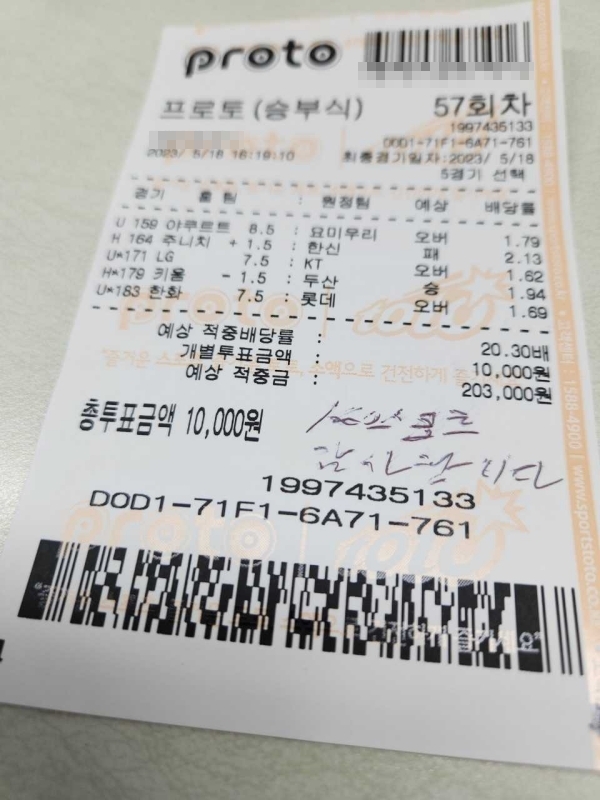 proto
프로토(승부식) 57회차
1997435133
D0D1-71F1-6A71-761
2023/ 5/18 16:19:10 최종경기일자:2023/ 5/18
5경기 선택
경기 홈팀 : 원정팀 예상 배당률
U 159 야쿠르트 8.5 : 요미우리 오버 1.79
H 164 주니치 + 1.5 : 한신 패 2.13
U*171 LG 7.5 : KT 오버 1.62
H*179 키움 - 1.5 : 두산 승 1.94
U*183 한화 7.5 : 롯데 오버 1.69
예상 적중배당률 : 20.30배
개별투표금액 : 10,000원
예상 적중금 : 203,000원
총투표금액 10,000원
감사합니다
1997435133
D0D1-71F1-6A71-761
proto
1588-4900 | www.sportstoto.co